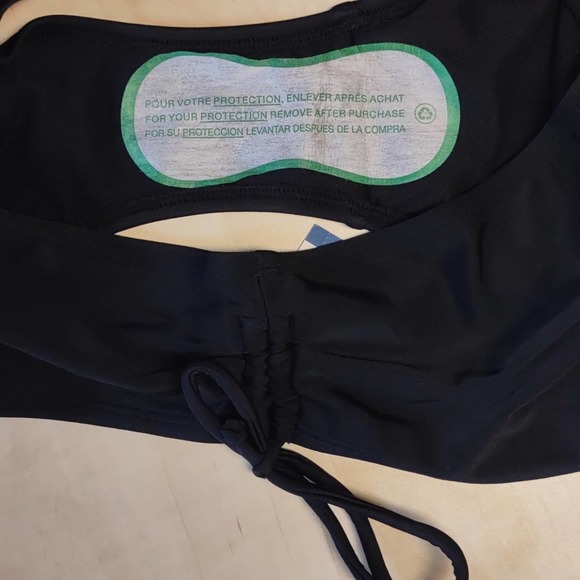 POUR VOTRE PROTECTION, ENLEVER APRÈS ACHAT
FOR YOUR PROTECTION REMOVE AFTER PURCHASE
POR SU PROTECCION LEVANTAR DESPUES DE LA COMPRA